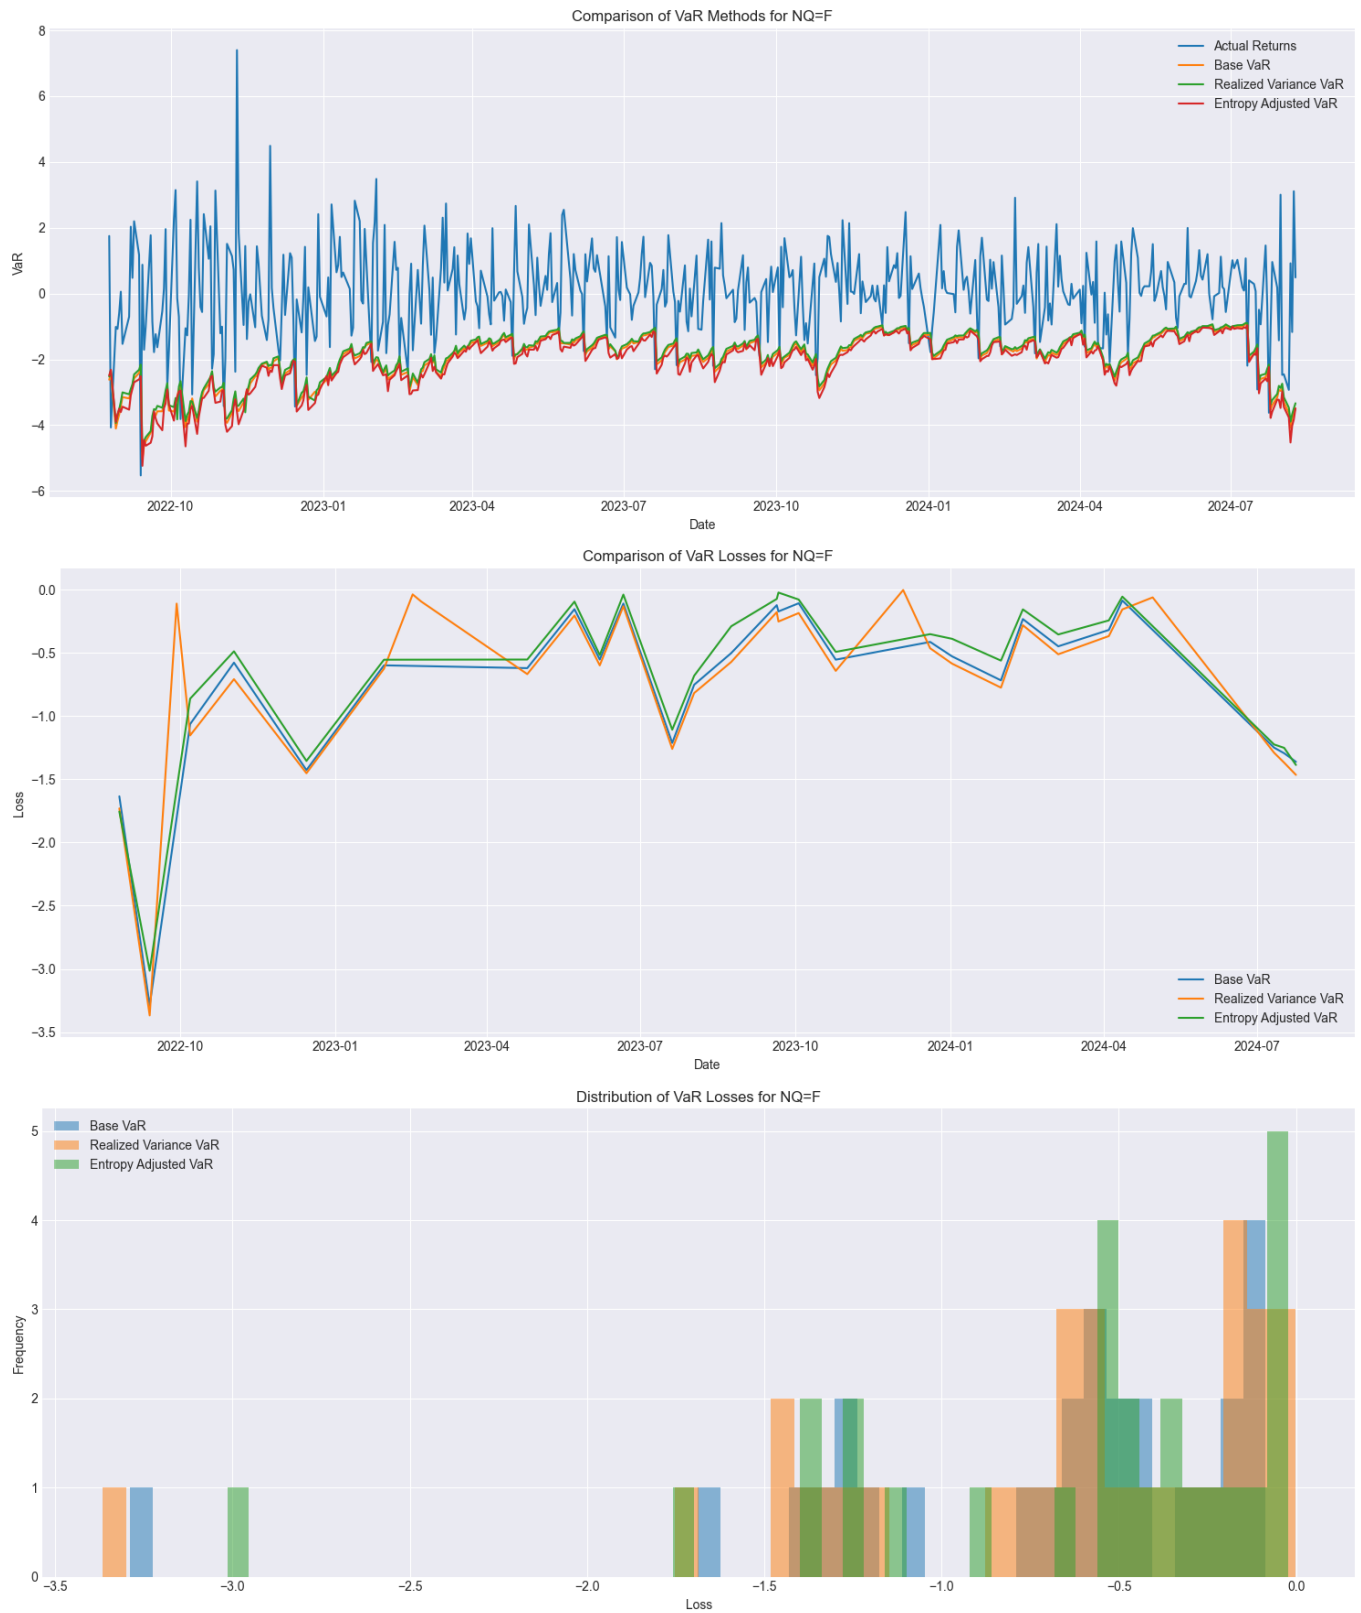 Comparison of VaR Methods for NQ=F
8
6
4
2
0
−2
−4
−6
VaR
Actual Returns
Base VaR
Realized Variance VaR
Entropy Adjusted VaR
2022-10 2023-01 2023-04 2023-07 2023-10 2024-01 2024-04 2024-07
Date
Comparison of VaR Losses for NQ=F
0.0
−0.5
−1.0
−1.5
−2.0
−2.5
−3.0
−3.5
Loss
Base VaR
Realized Variance VaR
Entropy Adjusted VaR
2022-10 2023-01 2023-04 2023-07 2023-10 2024-01 2024-04 2024-07
Date
Distribution of VaR Losses for NQ=F
Base VaR
Realized Variance VaR
Entropy Adjusted VaR
5
4
3
2
1
0
Frequency
−3.5 −3.0 −2.5 −2.0 −1.5 −1.0 −0.5 0.0
Loss